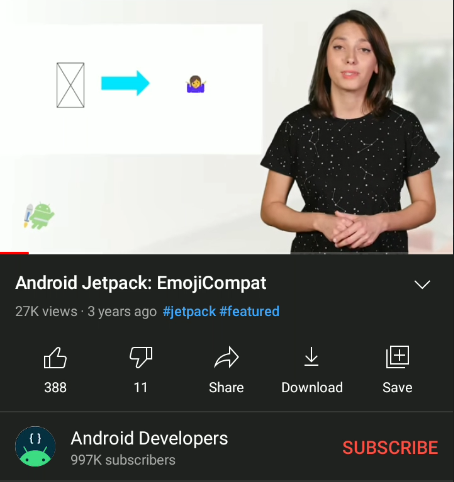 Android Jetpack: EmojiCompat
27K views · 3 years ago #jetpack #featured
388
11
Share
Download
Save
{ }
Android Developers
997K subscribers
SUBSCRIBE